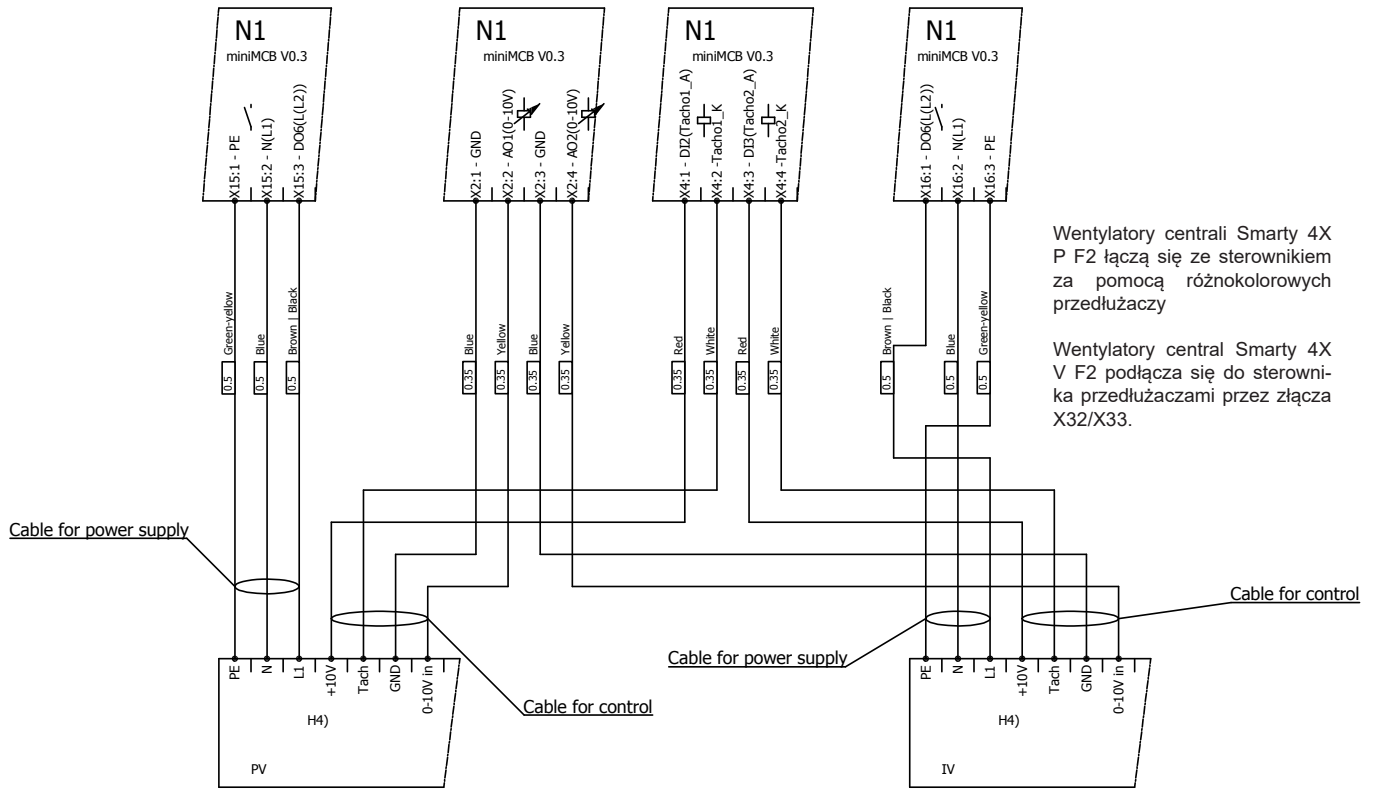 N1
miniMCB V0.3
X15:1 - PE
X15:2 - N(L1)
X15:3 - DO6(L(L2))
N1
miniMCB V0.3
X2:1 - GND
X2:2 - AO1(0-10V)
X2:3 - GND
X2:4 - AO2(0-10V)
N1
miniMCB V0.3
X4:1 - DI2(Tacho1_A)
X4:2 -Tacho1_K
X4:3 - DI3(Tacho2_A)
X4:4 -Tacho2_K
N1
miniMCB V0.3
X16:1 - DO6(L(L2))
X16:2 - N(L1)
X16:3 - PE
Wentylatory centrali Smarty 4X
P F2 łączą się ze sterownikiem
za pomocą różnokolorowych
przedłużaczy
Wentylatory central Smarty 4X
V F2 podłącza się do sterowni-
ka przedłużaczami przez złącza
X32/X33.
0.5 Green-yellow
0.5 Blue
0.5 Brown | Black
0.35 Blue
0.35 Yellow
0.35 Blue
0.35 Yellow
0.35 Red
0.35 White
0.35 Red
0.35 White
0.5 Brown | Black
0.5 Blue
0.5 Green-yellow
Cable for power supply
Cable for control
Cable for power supply
Cable for control
PE
N
L1
+10V
Tach
GND
0-10V in
H4)
PV
PE
N
L1
+10V
Tach
GND
0-10V in
H4)
IV